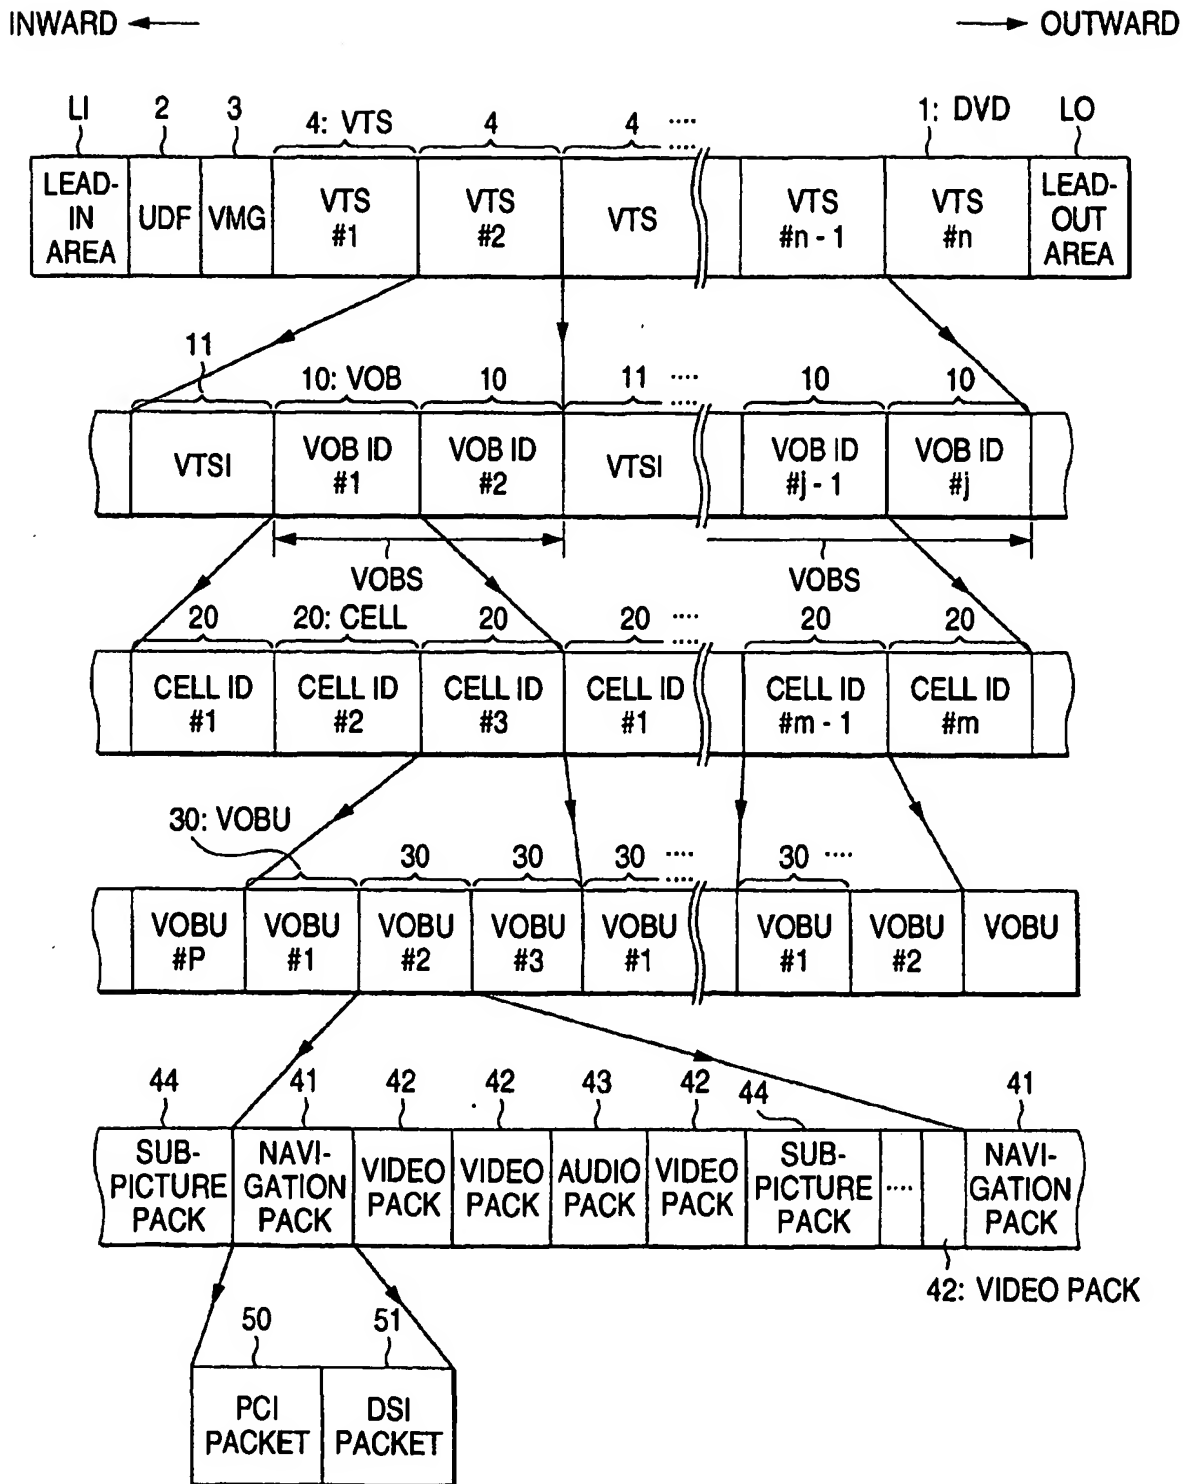 INWARD
OUTWARD
LI
2
3
4: VTS
4
4 ....
....
1: DVD
LO
LEAD-
IN
AREA
UDF
VMG
VTS
#1
VTS
#2
VTS
VTS
#n - 1
VTS
#n
LEAD-
OUT
AREA
11
10: VOB
10
11 ....
....
10
10
VTSI
VOB ID
#1
VOB ID
#2
VTSI
VOB ID
#j - 1
VOB ID
#j
VOBS
VOBS
20
20: CELL
20
20 ....
....
20
20
CELL ID
#1
CELL ID
#2
CELL ID
#3
CELL ID
#1
CELL ID
#m - 1
CELL ID
#m
30: VOBU
30
30
30 ....
....
30 ....
VOBU
#P
VOBU
#1
VOBU
#2
VOBU
#3
VOBU
#1
VOBU
#1
VOBU
#2
VOBU
44
41
42
42
43
42
44
41
SUB-
PICTURE
PACK
NAVI-
GATION
PACK
VIDEO
PACK
VIDEO
PACK
AUDIO
PACK
VIDEO
PACK
SUB-
PICTURE
PACK
....
NAVI-
GATION
PACK
42: VIDEO PACK
50
51
PCI
PACKET
DSI
PACKET